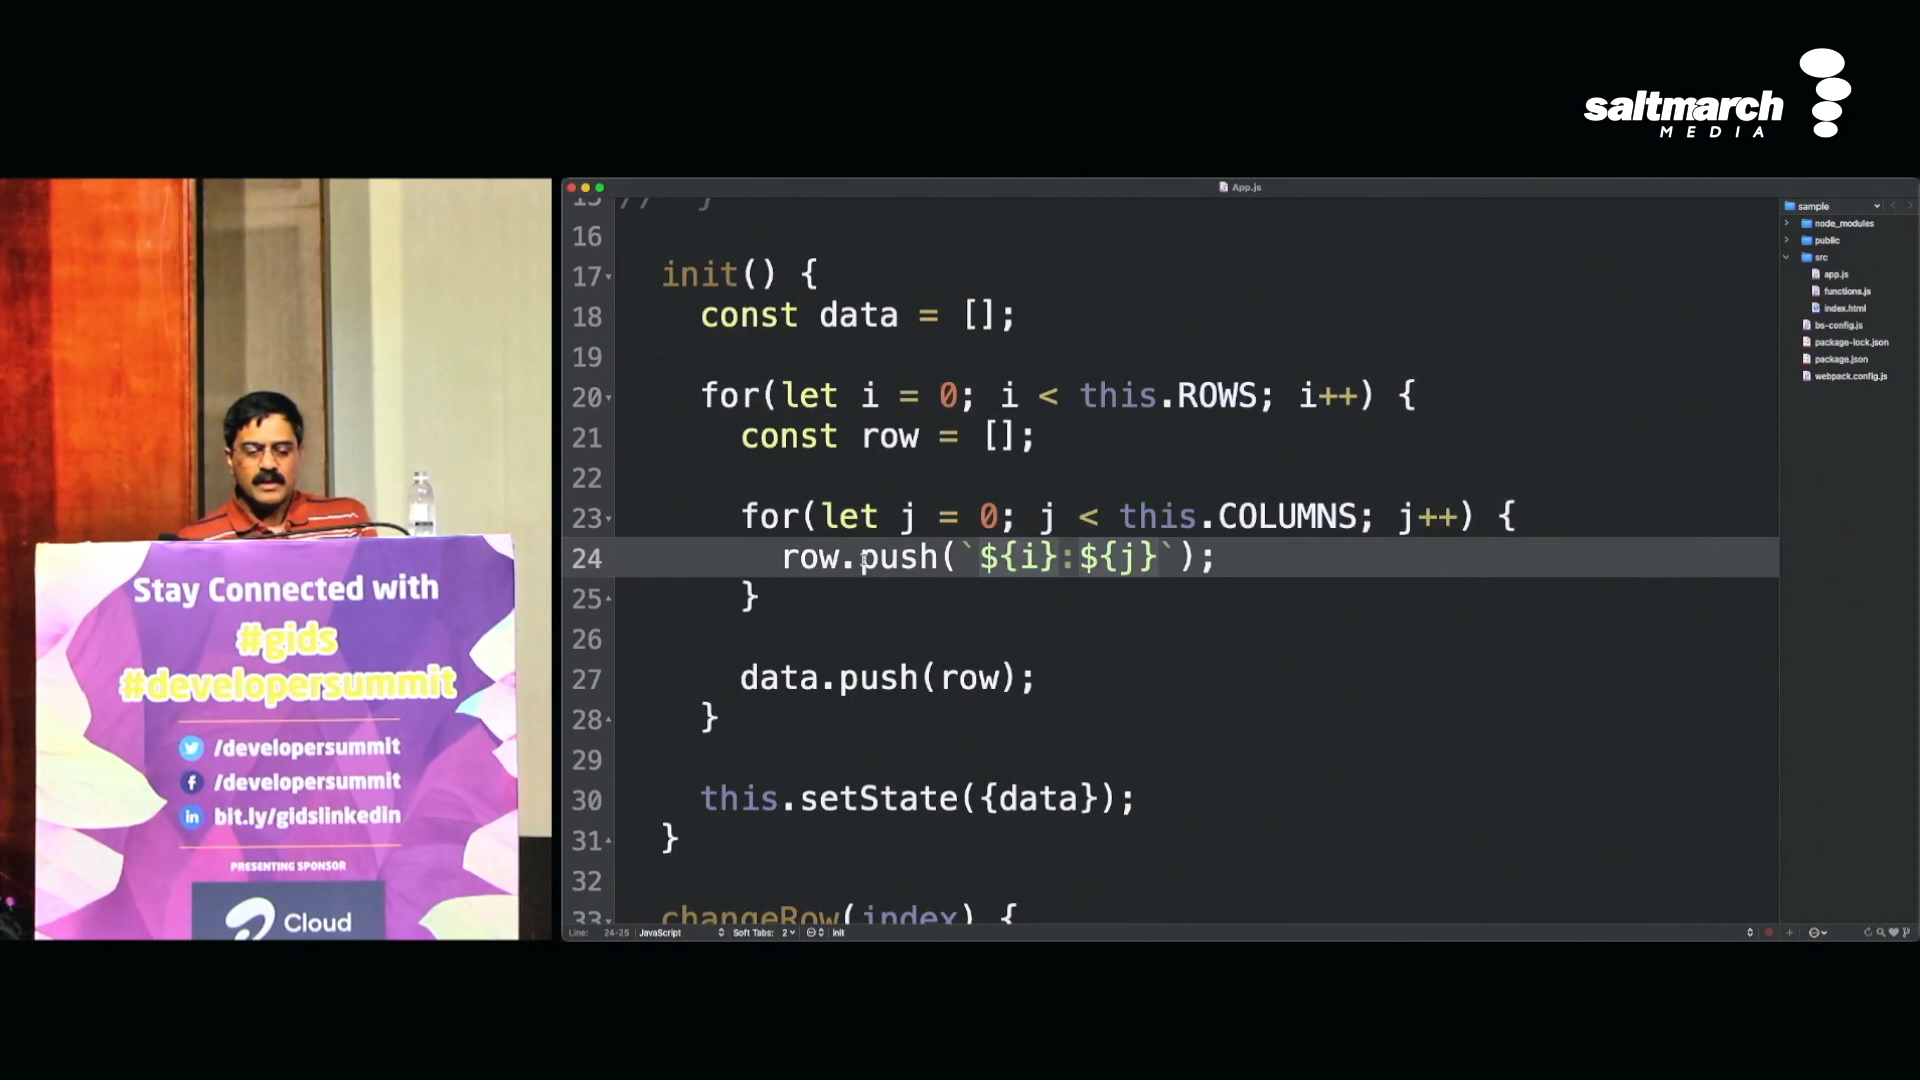 saltmarch
MEDIA
App.js
15 // }
16
17 init() {
18 const data = [];
19
20 for(let i = 0; i < this.ROWS; i++) {
21 const row = [];
22
23 for(let j = 0; j < this.COLUMNS; j++) {
24 row.push(`${i}:${j}`);
25 }
26
27 data.push(row);
28 }
29
30 this.setState({data});
31 }
32
33 changeRow(index) {
Line: 24-25 JavaScript Soft Tabs: 2 init
sample
node_modules
public
src
app.js
functions.js
index.html
bs-config.js
package-lock.json
package.json
webpack.config.js
Stay Connected with
#gids
#developersummit
/developersummit
/developersummit
bit.ly/gidslinkedin
PRESENTING SPONSOR
Cloud